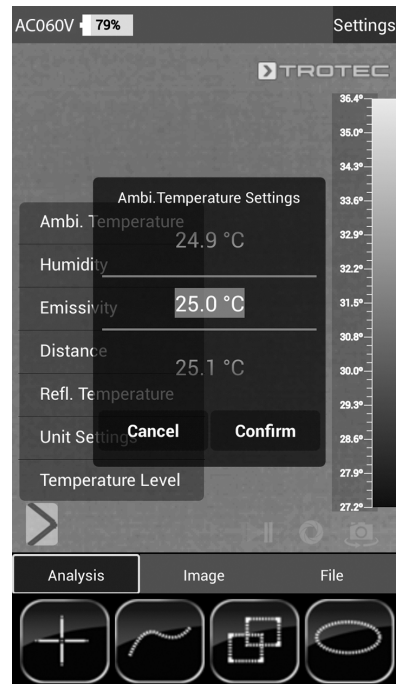 AC060V 79% Settings
TROTEC
36.4°
35.0°
34.3°
33.6°
32.9°
32.2°
31.5°
30.8°
30.0°
29.3°
28.6°
27.9°
27.2°
Ambi.Temperature Settings
24.9 °C
25.0 °C
25.1 °C
Cancel Confirm
Ambi. Temperature
Humidity
Emissivity
Distance
Refl. Temperature
Unit Settings
Temperature Level
Analysis Image File